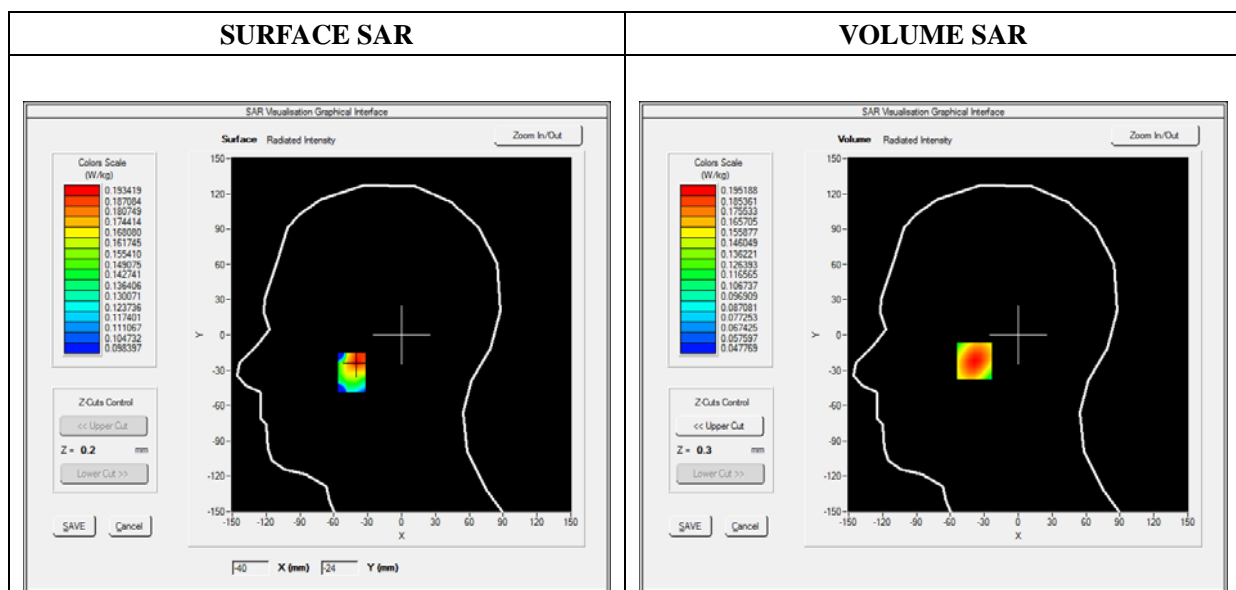 SURFACE SAR
VOLUME SAR
SAR Visualisation Graphical Interface
Surface Radiated Intensity
Zoom In/Out
Colors Scale
(W/kg)
0.193419
0.187084
0.180749
0.174414
0.168080
0.161745
0.155410
0.149075
0.142741
0.136406
0.130071
0.123736
0.117401
0.111067
0.104732
0.098397
Z-Cuts Control
<< Upper Cut
Z = 0.2 mm
Lower Cut >>
SAVE Cancel
150
120
90
60
30
0
-30
-60
-90
-120
-150
Y
-150 -120 -90 -60 -30 0 30 60 90 120 150
X
-40 X (mm) -24 Y (mm)
SAR Visualisation Graphical Interface
Volume Radiated Intensity
Zoom In/Out
Colors Scale
(W/kg)
0.195188
0.185361
0.175533
0.165705
0.155877
0.146049
0.136221
0.126393
0.116565
0.106737
0.096909
0.087081
0.077253
0.067425
0.057597
0.047769
Z-Cuts Control
<< Upper Cut
Z = 0.3 mm
Lower Cut >>
SAVE Cancel
150
120
90
60
30
0
-30
-60
-90
-120
-150
Y
-150 -120 -90 -60 -30 0 30 60 90 120 150
X